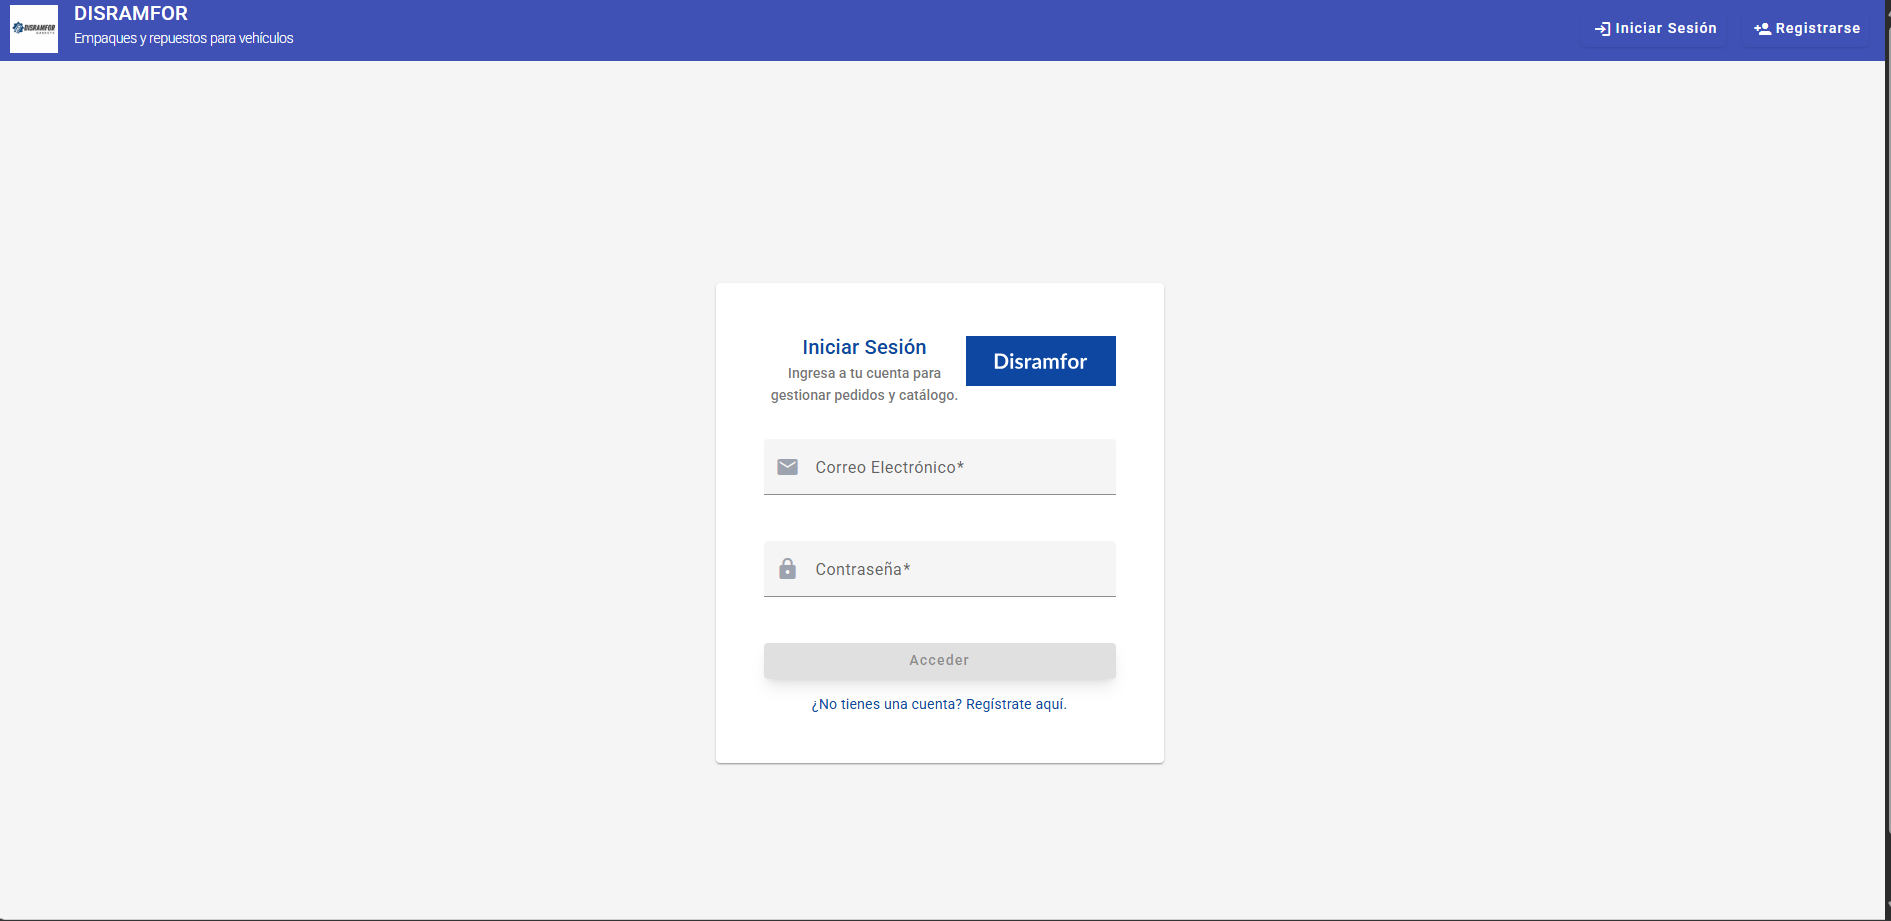 DISRAMFOR
DISRAMFOR
Empaques y repuestos para vehículos
Iniciar Sesión
Registrarse
Iniciar Sesión
Ingresa a tu cuenta para
gestionar pedidos y catálogo.
Disramfor
Correo Electrónico*
Contraseña*
Acceder
¿No tienes una cuenta? Regístrate aquí.